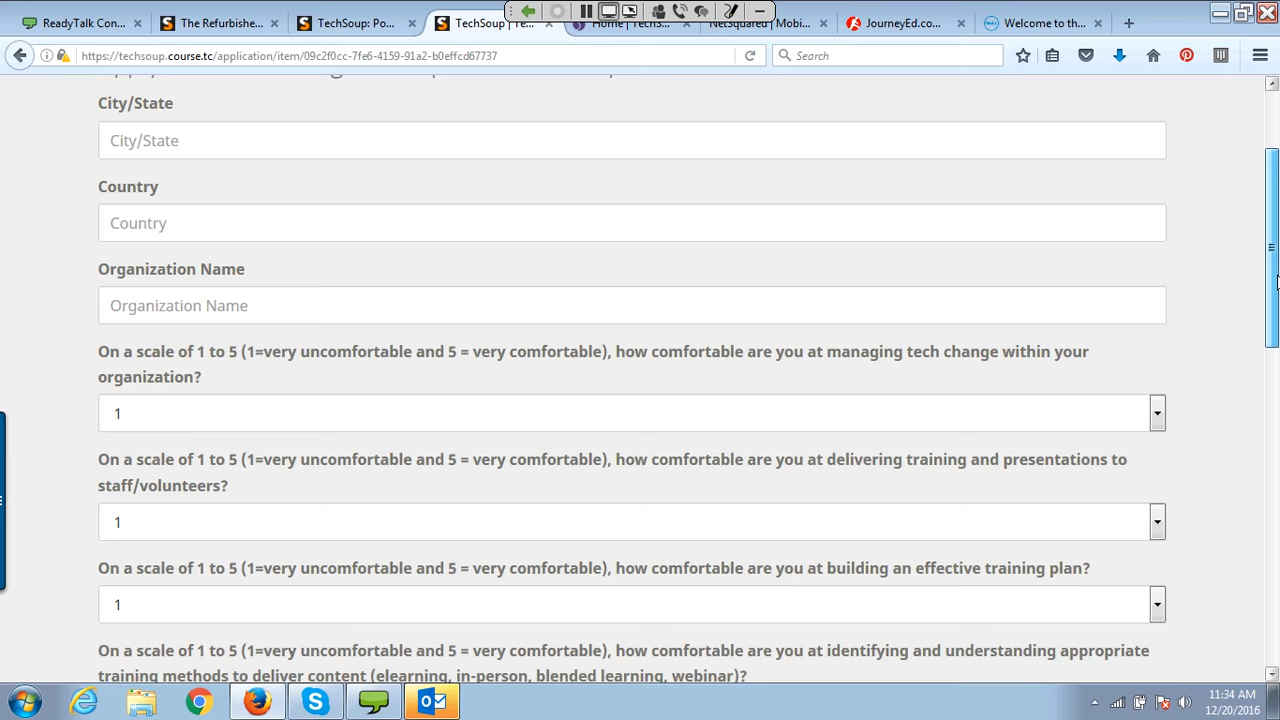 ReadyTalk Con...
The Refurbishe...
TechSoup: Po...
TechSoup | Te...
Home | TechS...
NetSquared | Mobi...
JourneyEd.co...
Welcome to th...
https://techsoup.course.tc/application/item/09c2f0cc-7fe6-4159-91a2-b0effcd67737
Search
City/State
City/State
Country
Country
Organization Name
Organization Name
On a scale of 1 to 5 (1=very uncomfortable and 5 = very comfortable), how comfortable are you at managing tech change within your
organization?
1
On a scale of 1 to 5 (1=very uncomfortable and 5 = very comfortable), how comfortable are you at delivering training and presentations to
staff/volunteers?
1
On a scale of 1 to 5 (1=very uncomfortable and 5 = very comfortable), how comfortable are you at building an effective training plan?
1
On a scale of 1 to 5 (1=very uncomfortable and 5 = very comfortable), how comfortable are you at identifying and understanding appropriate
training methods to deliver content (elearning, in-person, blended learning, webinar)?
11:34 AM
12/20/2016